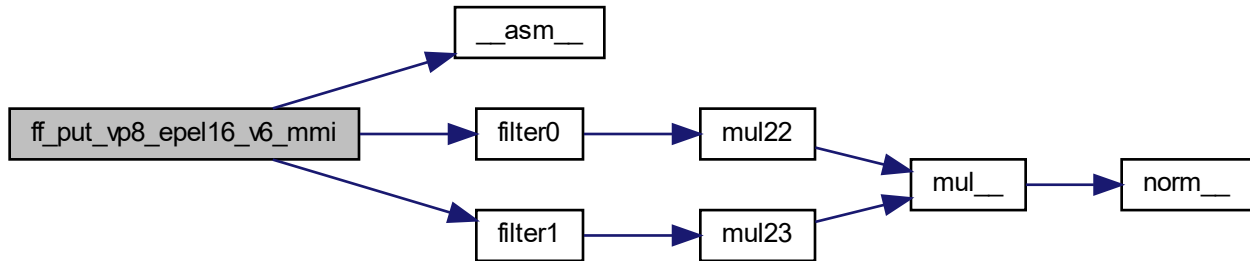 __asm__
ff_put_vp8_epel16_v6_mmi
filter0
mul22
mul__
norm__
filter1
mul23